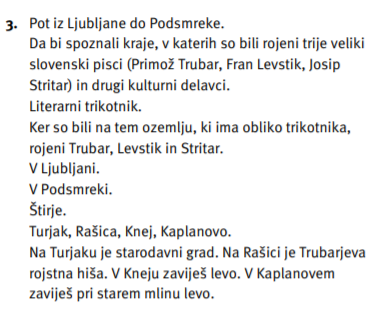 3. Pot iz Ljubljane do Podsmreke.
Da bi spoznali kraje, v katerih so bili rojeni trije veliki
slovenski pisci (Primož Trubar, Fran Levstik, Josip
Stritar) in drugi kulturni delavci.
Literarni trikotnik.
Ker so bili na tem ozemlju, ki ima obliko trikotnika,
rojeni Trubar, Levstik in Stritar.
V Ljubljani.
V Podsmreki.
Štirje.
Turjak, Rašica, Knej, Kaplanovo.
Na Turjaku je starodavni grad. Na Rašici je Trubarjeva
rojstna hiša. V Kneju zaviješ levo. V Kaplanovem
zaviješ pri starem mlinu levo.